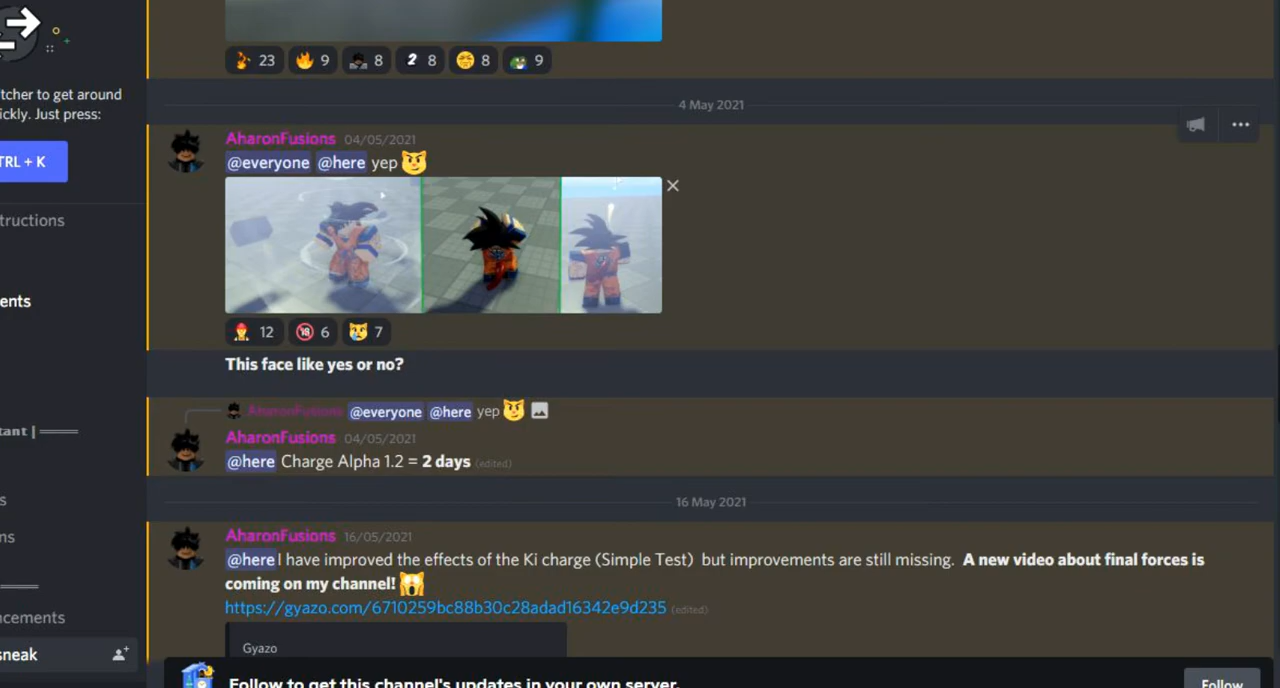 23 9 8 2 8 8 9
tcher to get around
ickly. Just press:
TRL + K
tructions
ents
tant | ═══
s
ns
ncements
sneak
4 May 2021
AharonFusions 04/05/2021
@everyone @here yep
12 18 6 7
This face like yes or no?
AharonFusions @everyone @here yep
AharonFusions 04/05/2021
@here Charge Alpha 1.2 = 2 days (edited)
16 May 2021
AharonFusions 16/05/2021
@here I have improved the effects of the Ki charge (Simple Test) but improvements are still missing. A new video about final forces is
coming on my channel!
https://gyazo.com/6710259bc88b30c28adad16342e9d235 (edited)
Gyazo
Follow to get this channel's updates in your own server.
Follow